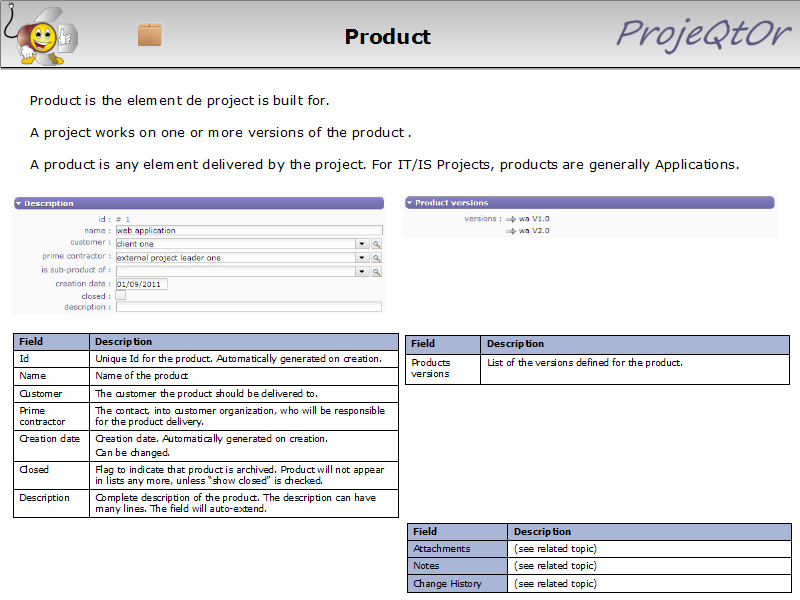 Product
ProjeQtOr
Product is the element de project is built for.
A project works on one or more versions of the product .
A product is any element delivered by the project. For IT/IS Projects, products are generally Applications.
Description
id : # 1
name : web application
customer : client one
prime contractor : external project leader one
is sub-product of :
creation date : 01/09/2011
closed :
description :
Product versions
versions : wa V1.0
wa V2.0
Field Description
Id Unique Id for the product. Automatically generated on creation.
Name Name of the product
Customer The customer the product should be delivered to.
Prime contractor The contact, into customer organization, who will be responsible
for the product delivery.
Creation date Creation date. Automatically generated on creation.
Can be changed.
Closed Flag to indicate that product is archived. Product will not appear
in lists any more, unless “show closed” is checked.
Description Complete description of the product. The description can have
many lines. The field will auto-extend.
Field Description
Products versions List of the versions defined for the product.
Field Description
Attachments (see related topic)
Notes (see related topic)
Change History (see related topic)